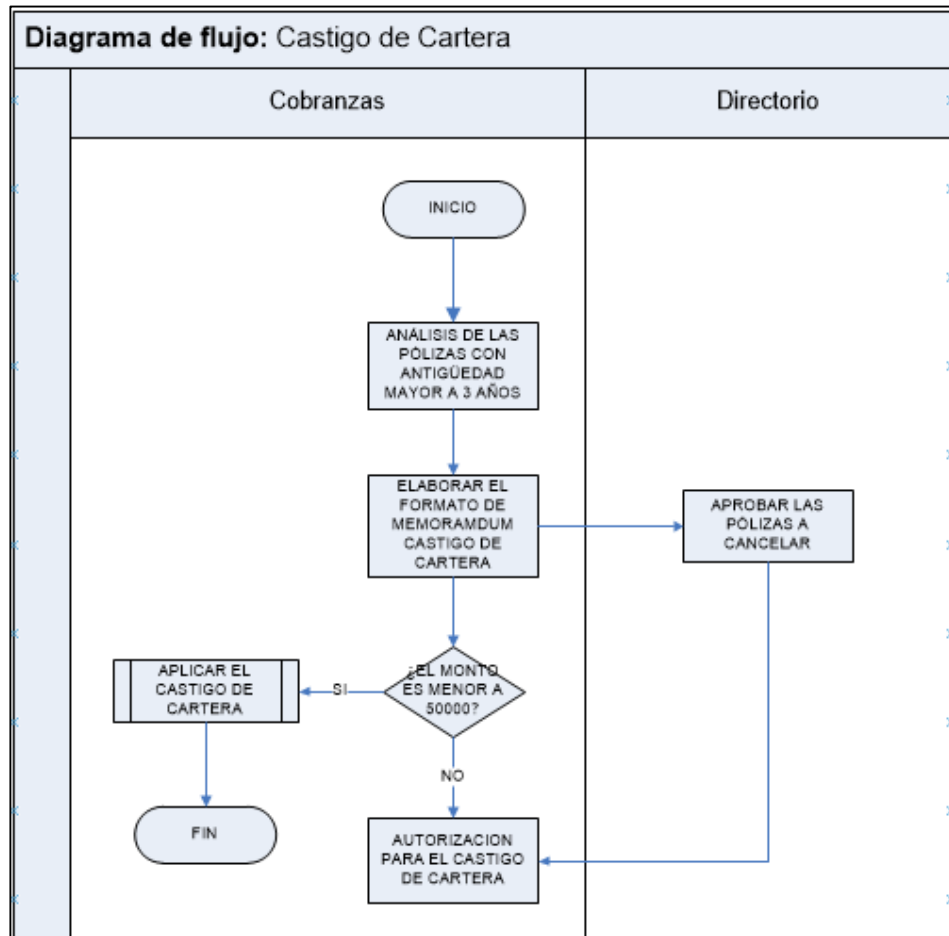 Diagrama de flujo: Castigo de Cartera
Cobranzas
Directorio
INICIO
ANÁLISIS DE LAS
PÓLIZAS CON
ANTIGÜEDAD
MAYOR A 3 AÑOS
ELABORAR EL
FORMATO DE
MEMORAMDUM
CASTIGO DE
CARTERA
APROBAR LAS
PÓLIZAS A
CANCELAR
¿EL MONTO
ES MENOR A
50000?
SI
APLICAR EL
CASTIGO DE
CARTERA
NO
FIN
AUTORIZACION
PARA EL CASTIGO
DE CARTERA